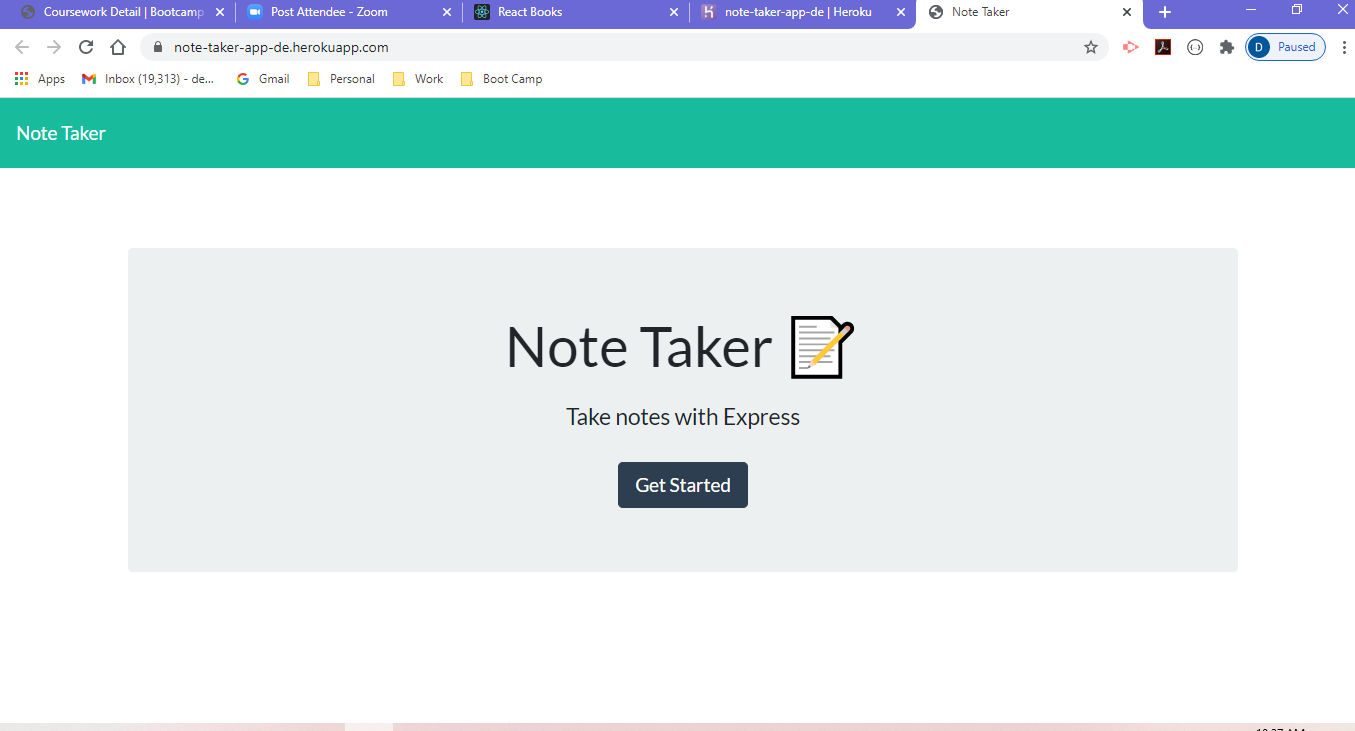 Coursework Detail | Bootcamp
Post Attendee - Zoom
React Books
note-taker-app-de | Heroku
Note Taker
note-taker-app-de.herokuapp.com
D Paused
Apps
Inbox (19,313) - de...
Gmail
Personal
Work
Boot Camp
Note Taker
Note Taker
Take notes with Express
Get Started